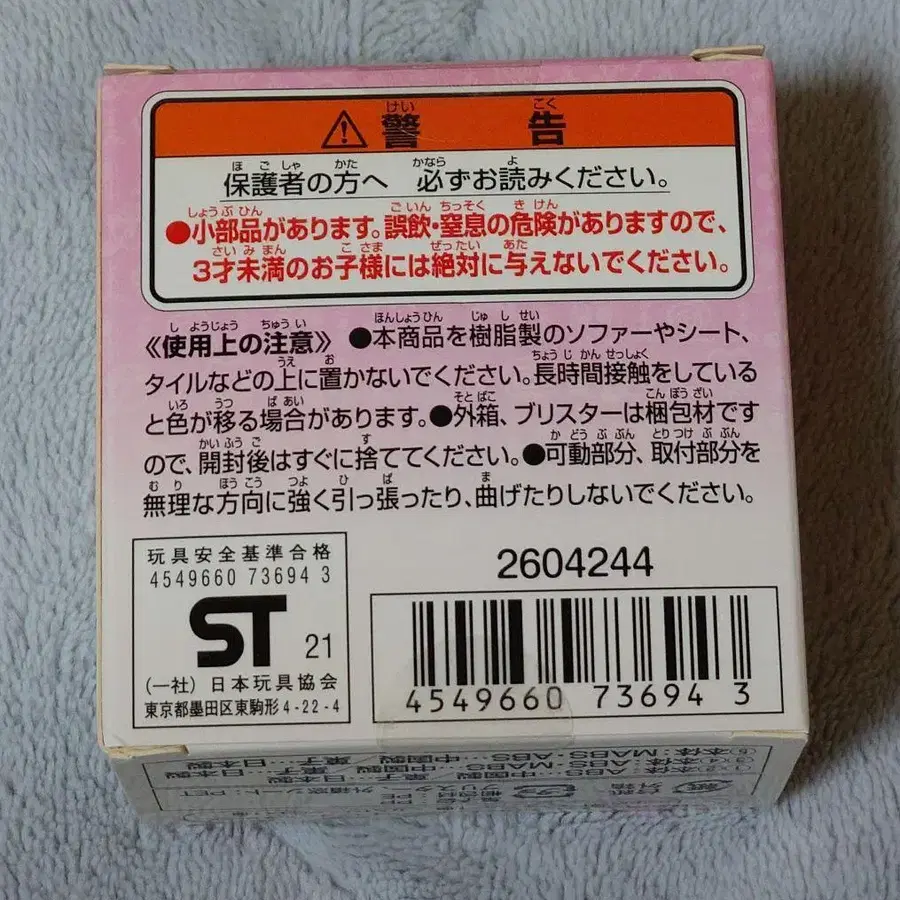 ⚠警告
保護者の方へ 必ずお読みください。
●小部品があります。誤飲・窒息の危険がありますので、
3才未満のお子様には絶対に与えないでください。
《使用上の注意》 ●本商品を樹脂製のソファーやシート、
タイルなどの上に置かないでください。長時間接触をしている
と色が移る場合があります。●外箱、ブリスターは梱包材です
ので、開封後はすぐに捨ててください。●可動部分、取付部分を
無理な方向に強く引っ張ったり、曲げたりしないでください。
玩具安全基準合格
4549660 73694 3
ST 21
(一社) 日本玩具協会
東京都墨田区東駒形4-22-4
2604244
4549660 736943